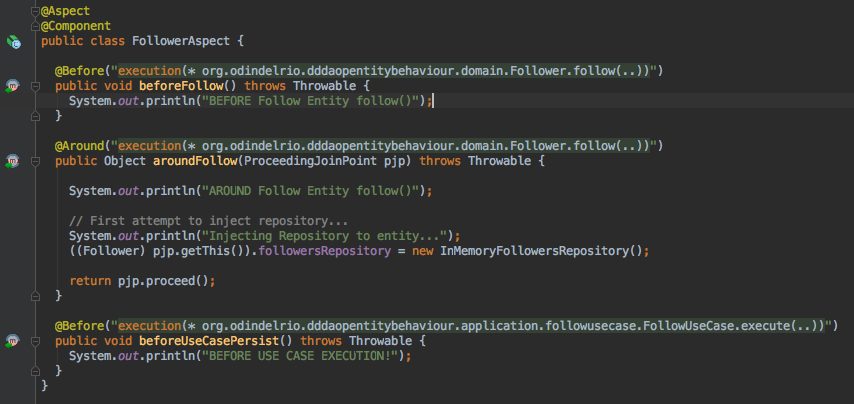 @Aspect
@Component
public class FollowerAspect {
@Before("execution(* org.odindelrio.dddaopentitybehaviour.domain.Follower.follow(..))")
public void beforeFollow() throws Throwable {
System.out.println("BEFORE Follow Entity follow()");
}
@Around("execution(* org.odindelrio.dddaopentitybehaviour.domain.Follower.follow(..))")
public Object aroundFollow(ProceedingJoinPoint pjp) throws Throwable {
System.out.println("AROUND Follow Entity follow()");
// First attempt to inject repository...
System.out.println("Injecting Repository to entity...");
((Follower) pjp.getThis()).followersRepository = new InMemoryFollowersRepository();
return pjp.proceed();
}
@Before("execution(* org.odindelrio.dddaopentitybehaviour.application.followusecase.FollowUseCase.execute(..))")
public void beforeUseCasePersist() throws Throwable {
System.out.println("BEFORE USE CASE EXECUTION!");
}
}